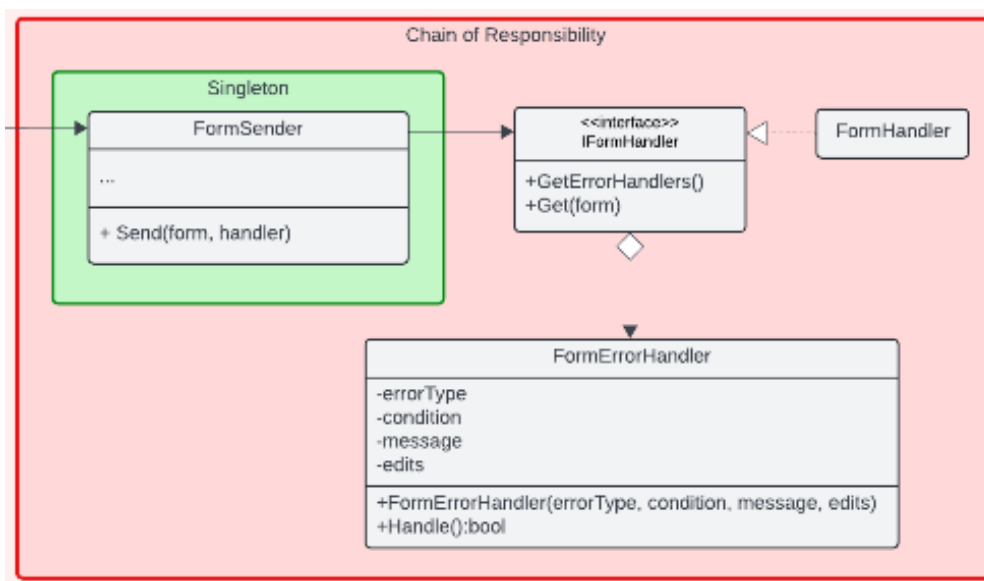 Chain of Responsibility
Singleton
FormSender
...
+ Send(form, handler)
<<interface>>
IFormHandler
+GetErrorHandlers()
+Get(form)
FormHandler
FormErrorHandler
-errorType
-condition
-message
-edits
+FormErrorHandler(errorType, condition, message, edits)
+Handle():bool